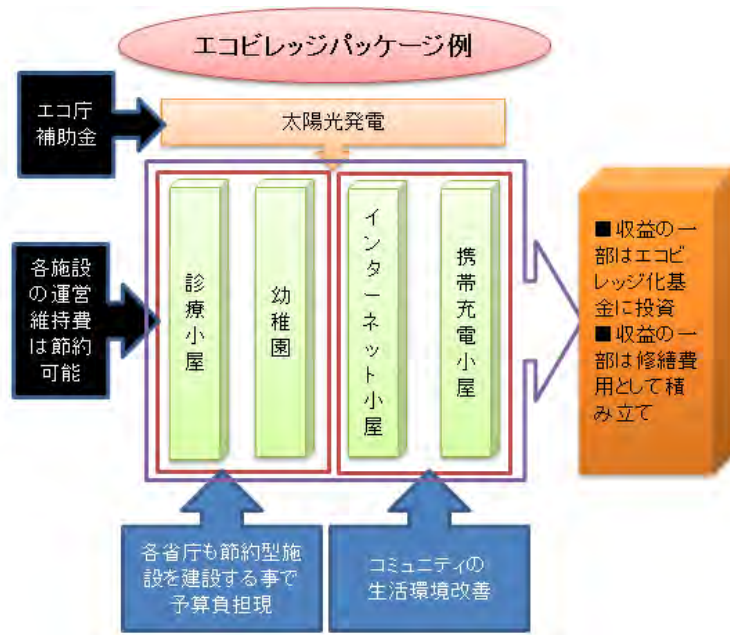 エコビレッジパッケージ例
エコ庁
補助金
太陽光発電
各施設
の運営
維持費
は節約
可能
診療小屋
幼稚園
インターネット小屋
携帯充電小屋
■収益の一
部はエコビ
レッジ化基
金に投資
■収益の一
部は修繕費
用として積
み立て
各省庁も節約型施
設を建設する事で
予算負担現
コミュニティの
生活環境改善